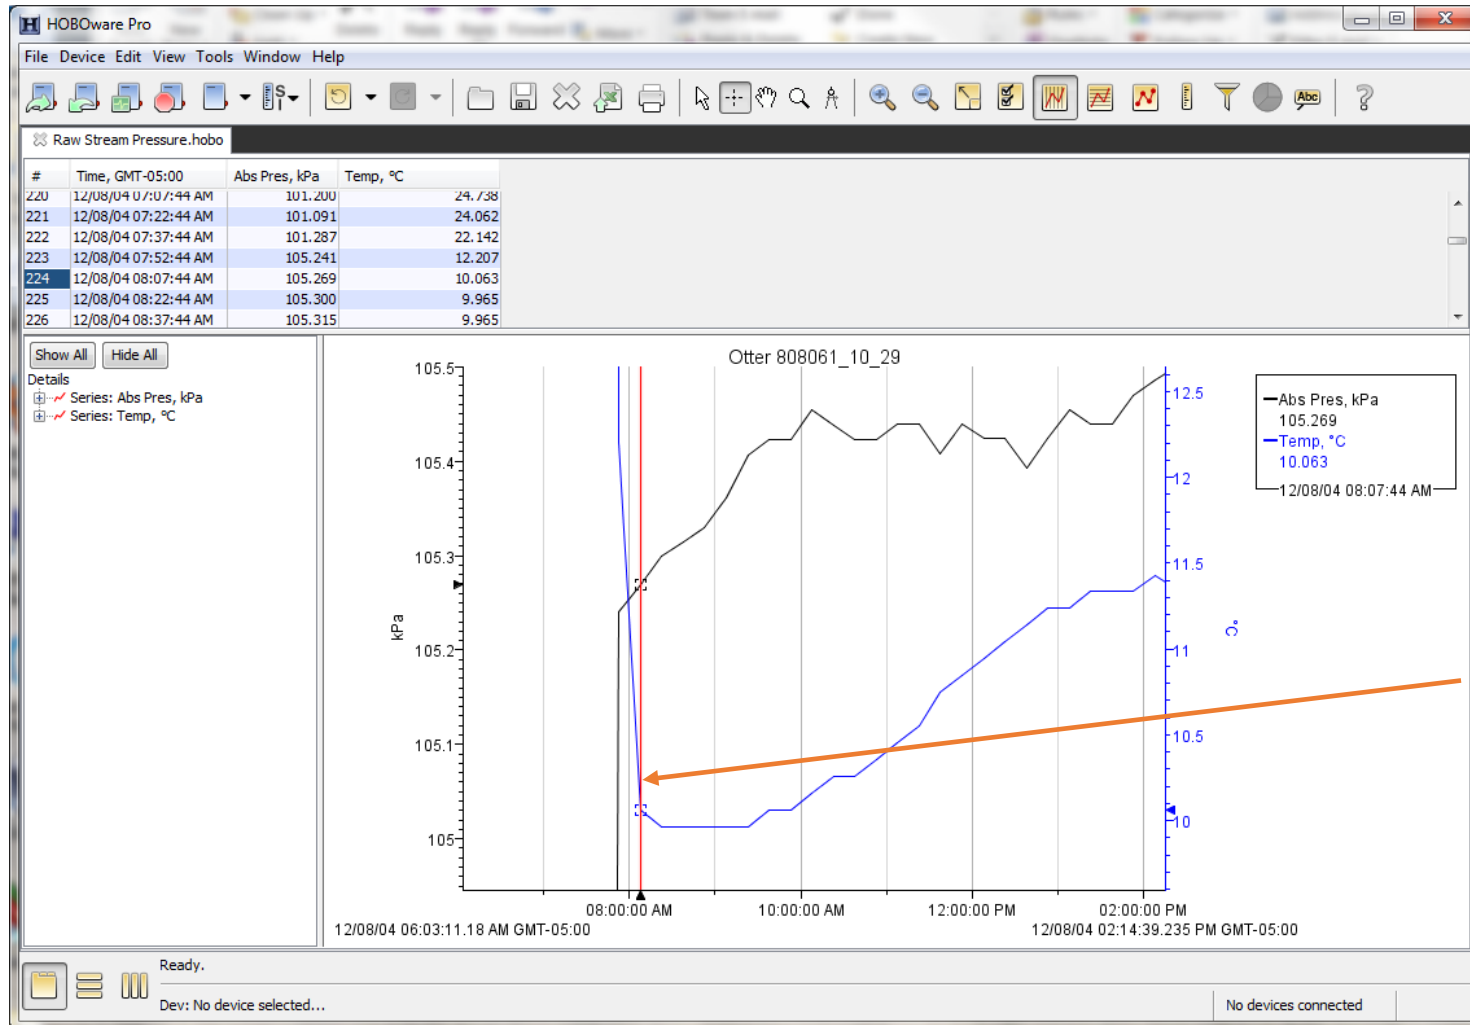 HOBOware Pro
File Device Edit View Tools Window Help
Abc
Raw Stream Pressure.hobo
# Time, GMT-05:00 Abs Pres, kPa Temp, °C
220 12/08/04 07:07:44 AM 101.200 24.738
221 12/08/04 07:22:44 AM 101.091 24.062
222 12/08/04 07:37:44 AM 101.287 22.142
223 12/08/04 07:52:44 AM 105.241 12.207
224 12/08/04 08:07:44 AM 105.269 10.063
225 12/08/04 08:22:44 AM 105.300 9.965
226 12/08/04 08:37:44 AM 105.315 9.965
Show All Hide All
Details
Series: Abs Pres, kPa
Series: Temp, °C
Otter 808061_10_29
105.5
105.4
105.3
105.2
105.1
105
kPa
12.5
12
11.5
11
10.5
10
°C
Abs Pres, kPa
105.269
Temp, °C
10.063
12/08/04 08:07:44 AM
08:00:00 AM 10:00:00 AM 12:00:00 PM 02:00:00 PM
12/08/04 06:03:11.18 AM GMT-05:00 12/08/04 02:14:39.235 PM GMT-05:00
Ready.
Dev: No device selected...
No devices connected